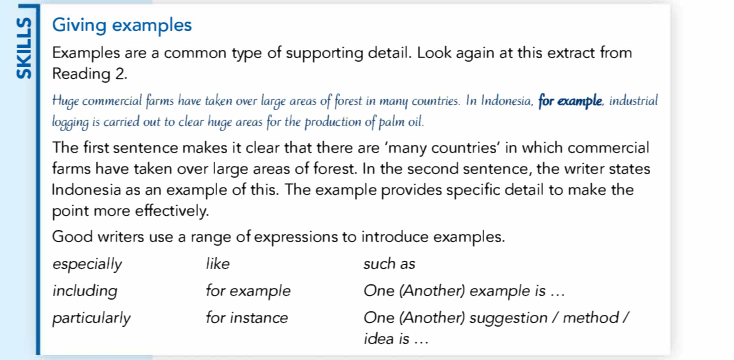 SKILLS
Giving examples
Examples are a common type of supporting detail. Look again at this extract from
Reading 2.
Huge commercial farms have taken over large areas of forest in many countries. In Indonesia, for example, industrial
logging is carried out to clear huge areas for the production of palm oil.
The first sentence makes it clear that there are ‘many countries’ in which commercial
farms have taken over large areas of forest. In the second sentence, the writer states
Indonesia as an example of this. The example provides specific detail to make the
point more effectively.
Good writers use a range of expressions to introduce examples.
especially like such as
including for example One (Another) example is …
particularly for instance One (Another) suggestion / method /
idea is …